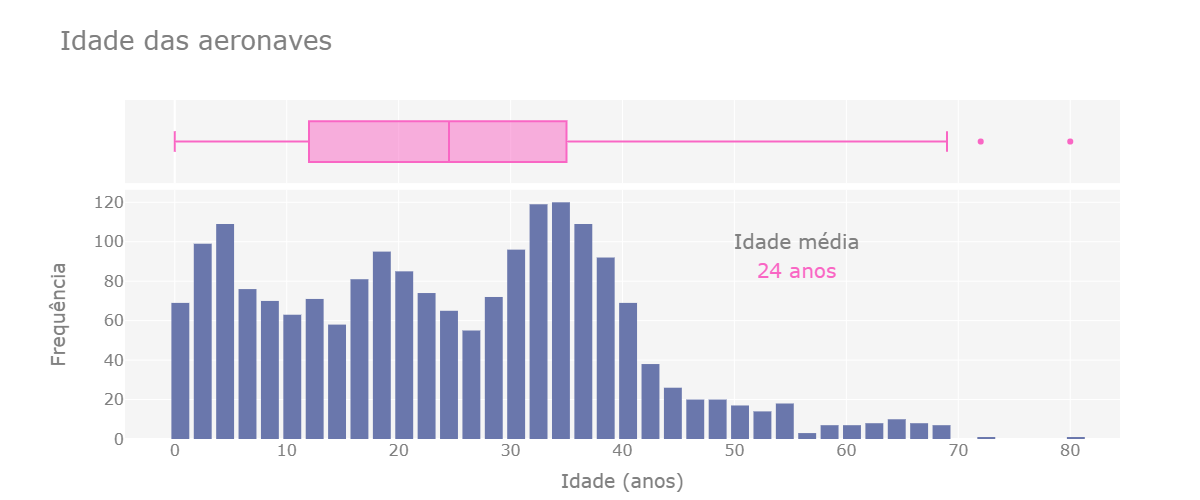 Idade das aeronaves
120
100
80
60
40
20
0
Frequência
Idade média
24 anos
0 10 20 30 40 50 60 70 80
Idade (anos)